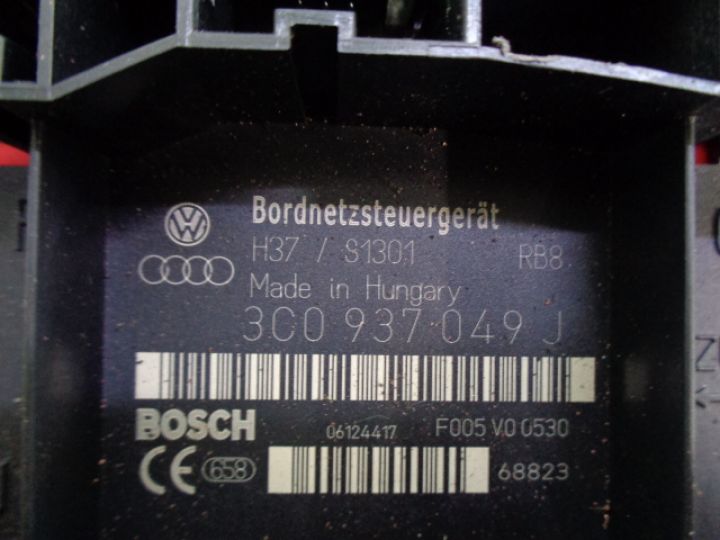 Bordnetzsteuergerät
H37 / S1301 RB8
Made in Hungary
3C0 937 049 J
BOSCH 06124417 F005 V0 0530
CE 658 68823